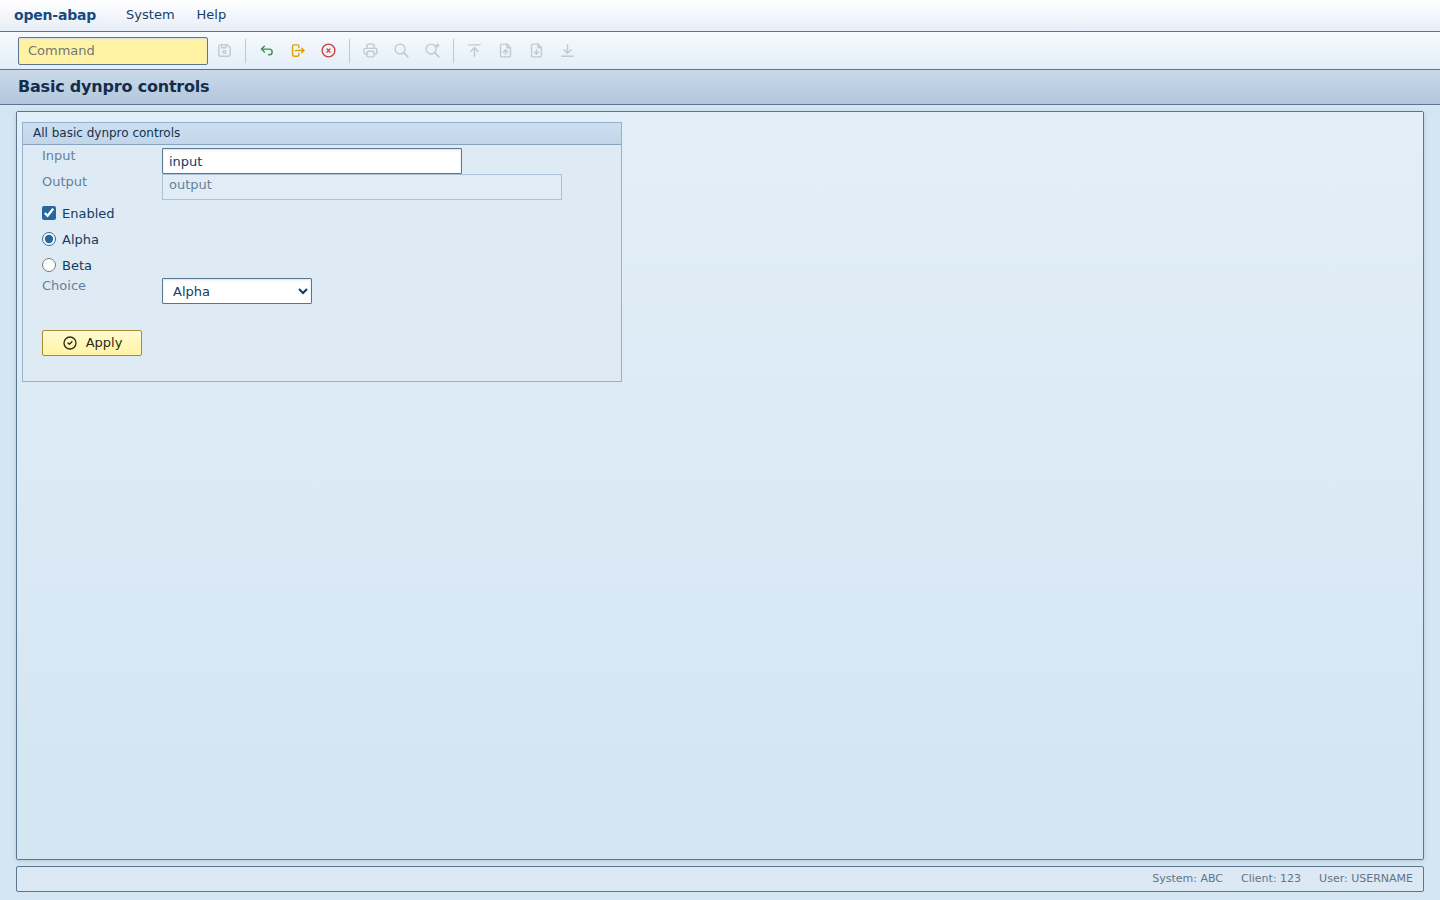 open-abap System Help
Command
Basic dynpro controls
All basic dynpro controls
Input input
Output output
Enabled
Alpha
Beta
Choice Alpha
Apply
System: ABC Client: 123 User: USERNAME